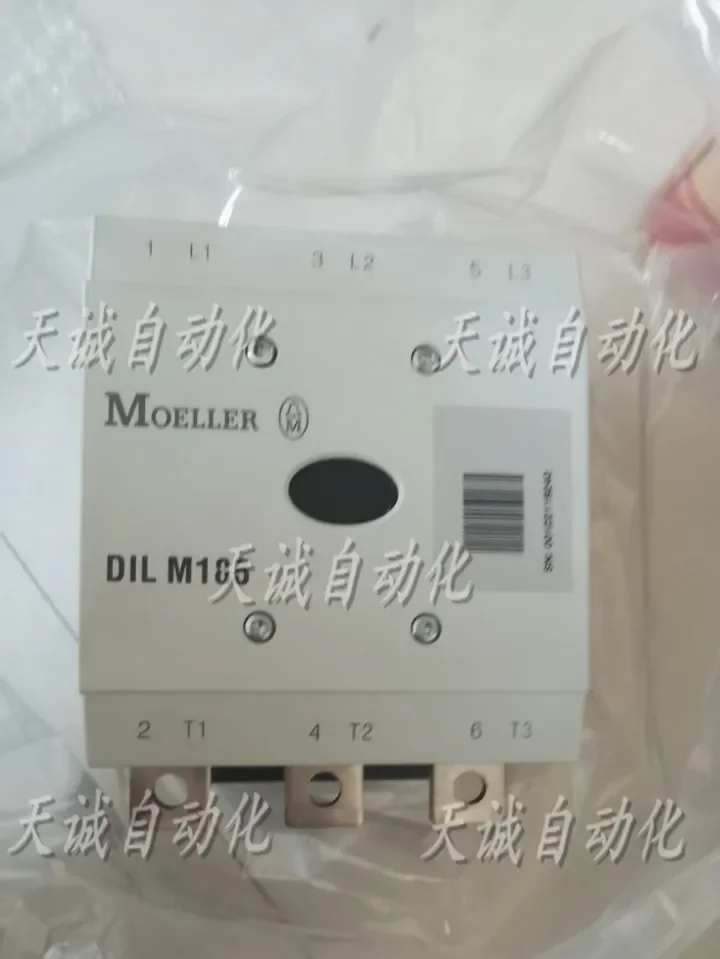 1 L1 3 L2 5 L3
天诚自动化 天诚自动化
MOELLER
DIL M185
天诚自动化
2 T1 4 T2 6 T3
天诚自动化 天诚自动化